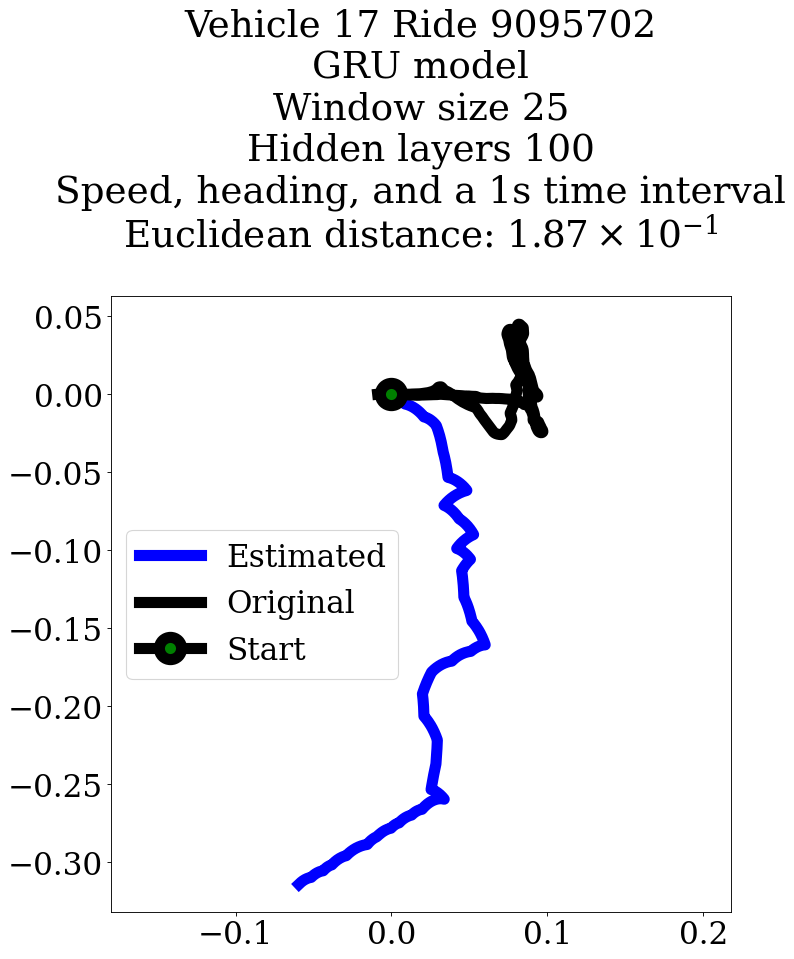 Vehicle 17 Ride 9095702
GRU model
Window size 25
Hidden layers 100
Speed, heading, and a 1s time interval
Euclidean distance: 1.87 × 10⁻¹
0.05
0.00
−0.05
−0.10
−0.15
−0.20
−0.25
−0.30
Estimated
Original
Start
−0.1
0.0
0.1
0.2